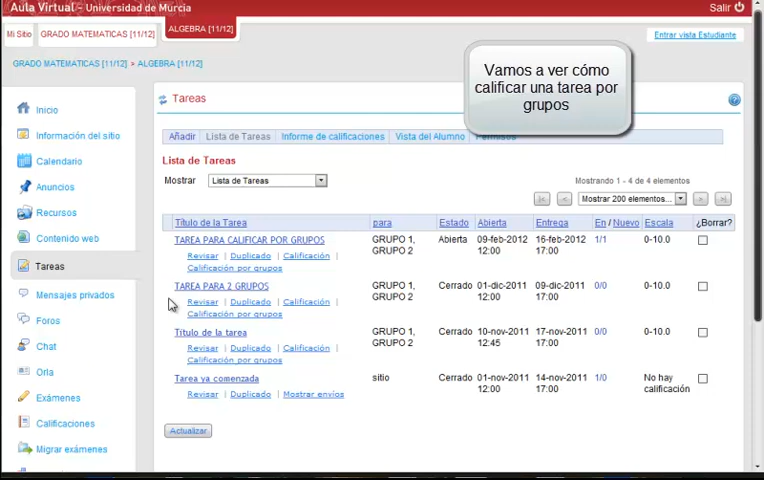 Aula Virtual - Universidad de Murcia
Salir
Mi Sitio
GRADO MATEMATICAS [11/12]
ALGEBRA [11/12]
Entrar vista Estudiante
GRADO MATEMATICAS [11/12] > ALGEBRA [11/12]
Vamos a ver cómo
calificar una tarea por
grupos
Inicio
Información del sitio
Calendario
Anuncios
Recursos
Contenido web
Tareas
Mensajes privados
Foros
Chat
Orla
Exámenes
Calificaciones
Migrar exámenes
Tareas
Añadir | Lista de Tareas | Informe de calificaciones | Vista del Alumno |
Lista de Tareas
Mostrar Lista de Tareas
Mostrando 1 - 4 de 4 elementos
|< < Mostrar 200 elementos... > >|
Título de la Tarea para Estado Abierta Entrega En / Nuevo Escala ¿Borrar?
TAREA PARA CALIFICAR POR GRUPOS GRUPO 1, Abierta 09-feb-2012 16-feb-2012 1/1 0-10.0
GRUPO 2 12:00 17:00
Revisar | Duplicado | Calificación |
Calificación por grupos
TAREA PARA 2 GRUPOS GRUPO 1, Cerrado 01-dic-2011 09-dic-2011 0/0 0-10.0
GRUPO 2 12:00 17:00
Revisar | Duplicado | Calificación |
Calificación por grupos
Título de la tarea GRUPO 1, Cerrado 10-nov-2011 17-nov-2011 0/0 0-10.0
GRUPO 2 12:45 17:00
Revisar | Duplicado | Calificación |
Calificación por grupos
Tarea ya comenzada sitio Cerrado 01-nov-2011 14-nov-2011 1/0 No hay
12:00 17:00 calificación
Revisar | Duplicado | Mostrar envíos
Actualizar